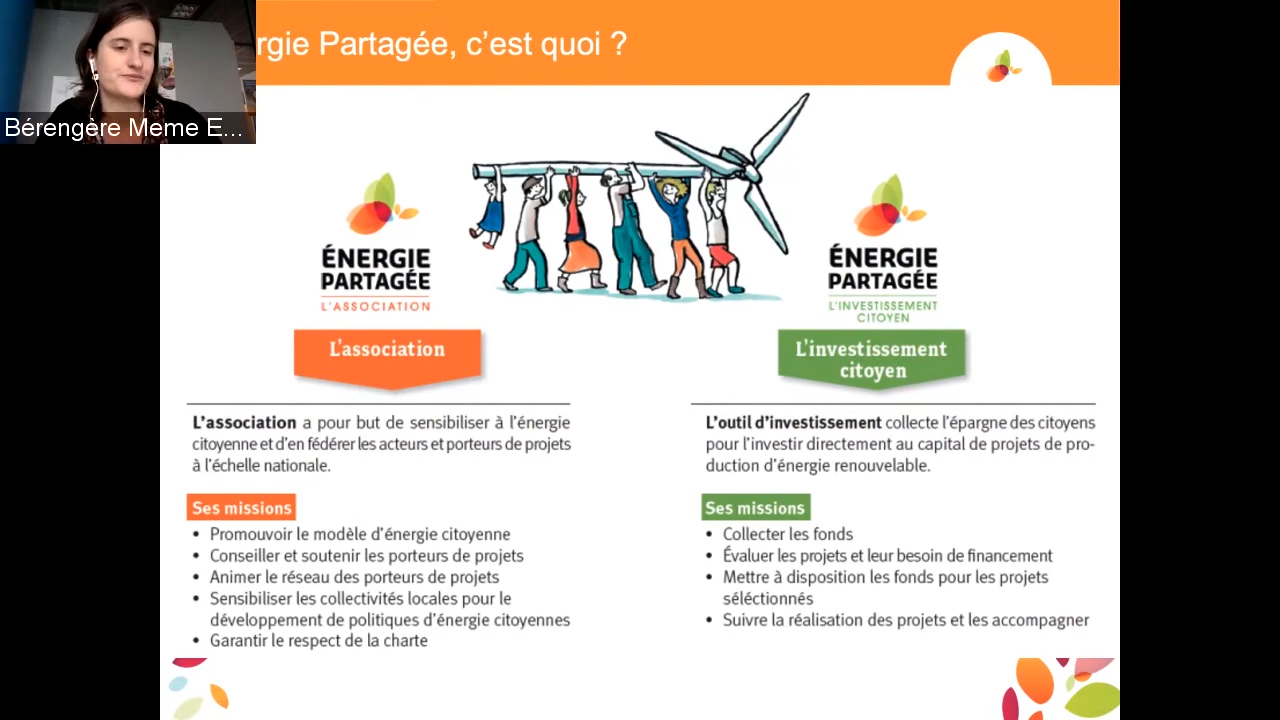 rgie Partagée, c'est quoi ?
Bérengère Meme E...
ÉNERGIE
PARTAGÉE
L'ASSOCIATION
L'association
L'association a pour but de sensibiliser à l'énergie
citoyenne et d'en fédérer les acteurs et porteurs de projets
à l'échelle nationale.
Ses missions
• Promouvoir le modèle d'énergie citoyenne
• Conseiller et soutenir les porteurs de projets
• Animer le réseau des porteurs de projets
• Sensibiliser les collectivités locales pour le
développement de politiques d'énergie citoyennes
• Garantir le respect de la charte
ÉNERGIE
PARTAGÉE
L'INVESTISSEMENT
CITOYEN
L'investissement
citoyen
L'outil d'investissement collecte l'épargne des citoyens
pour l'investir directement au capital de projets de pro-
duction d'énergie renouvelable.
Ses missions
• Collecter les fonds
• Évaluer les projets et leur besoin de financement
• Mettre à disposition les fonds pour les projets
séléctionnés
• Suivre la réalisation des projets et les accompagner